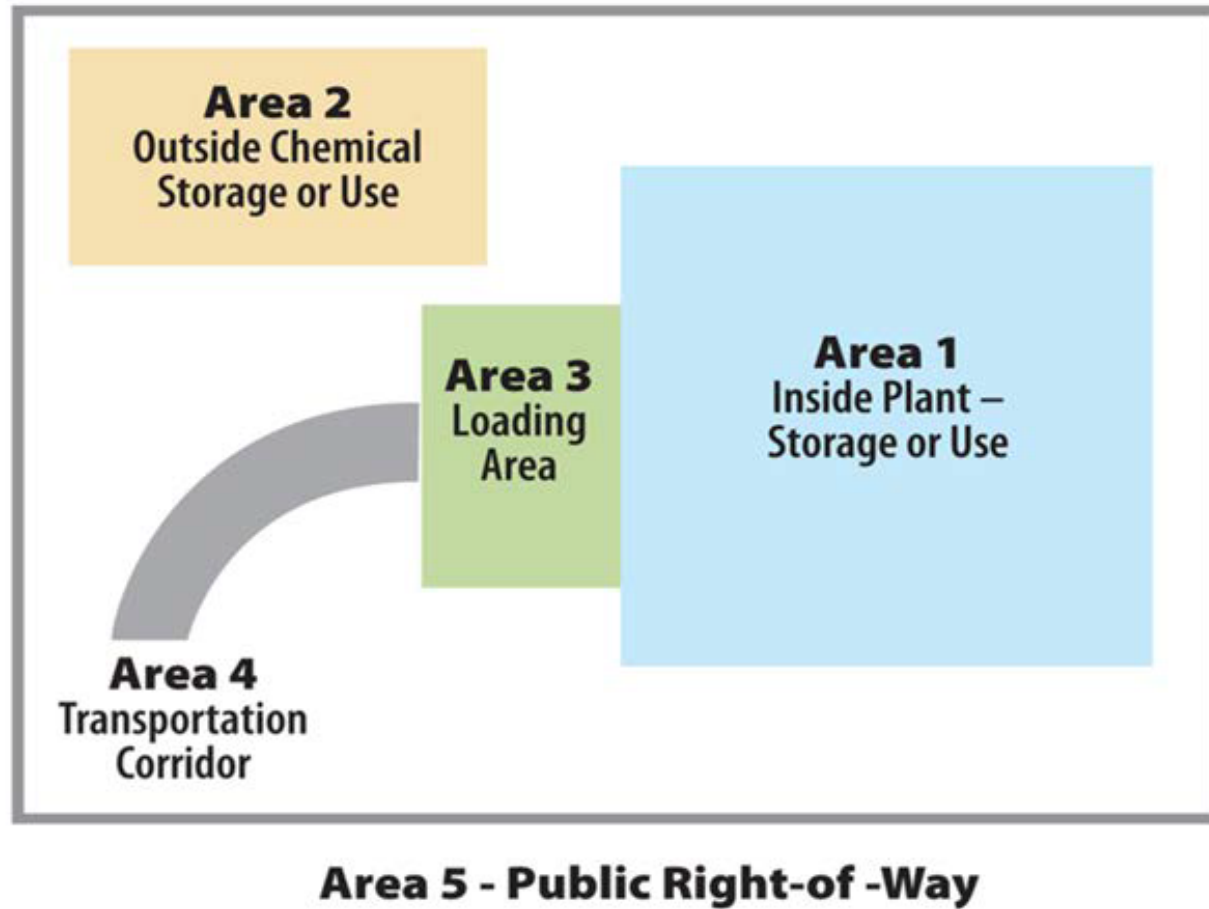 Area 2
Outside Chemical
Storage or Use
Area 3
Loading
Area
Area 1
Inside Plant –
Storage or Use
Area 4
Transportation
Corridor
Area 5 - Public Right-of -Way